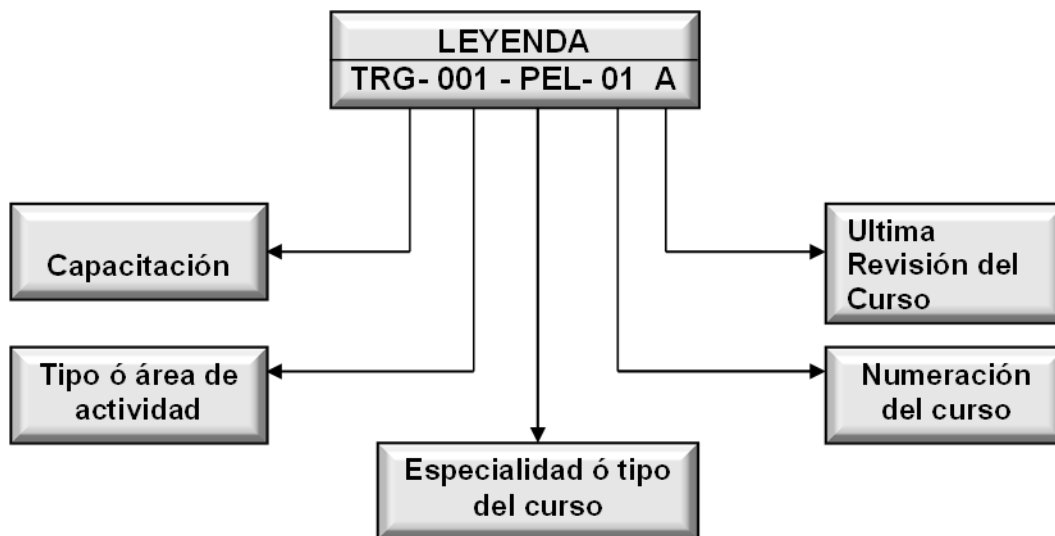 LEYENDA
TRG- 001 - PEL- 01 A
Capacitación
Ultima
Revisión del
Curso
Tipo ó área de
actividad
Numeración
del curso
Especialidad ó tipo
del curso